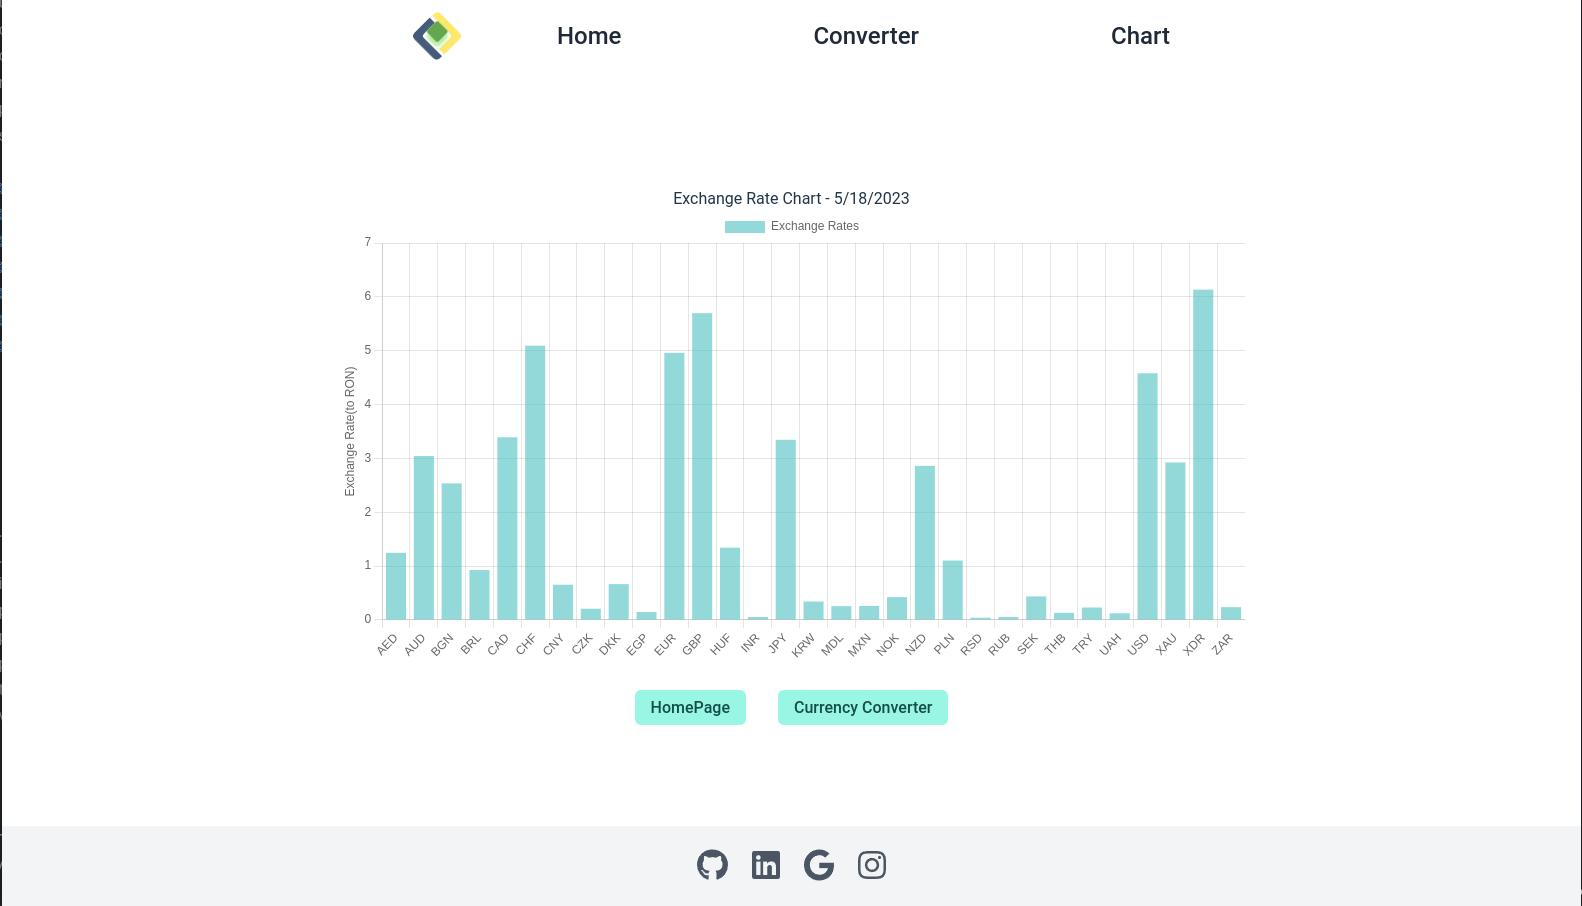 Home Converter Chart
Exchange Rate Chart - 5/18/2023
Exchange Rates
Exchange Rate(to RON)
7
6
5
4
3
2
1
0
AED AUD BGN BRL CAD CHF CNY CZK DKK EGP EUR GBP HUF INR JPY KRW MDL MXN NOK NZD PLN RSD RUB SEK THB TRY UAH USD XAU XDR ZAR
HomePage Currency Converter
in G